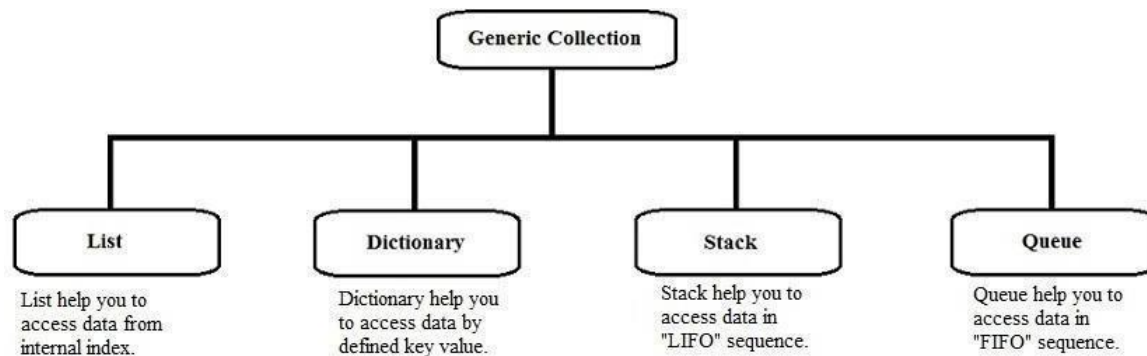 Generic Collection
List
Dictionary
Stack
Queue
List help you to
access data from
internal index.
Dictionary help you
to access data by
defined key value.
Stack help you to
access data in
"LIFO" sequence.
Queue help you to
access data in
"FIFO" sequence.